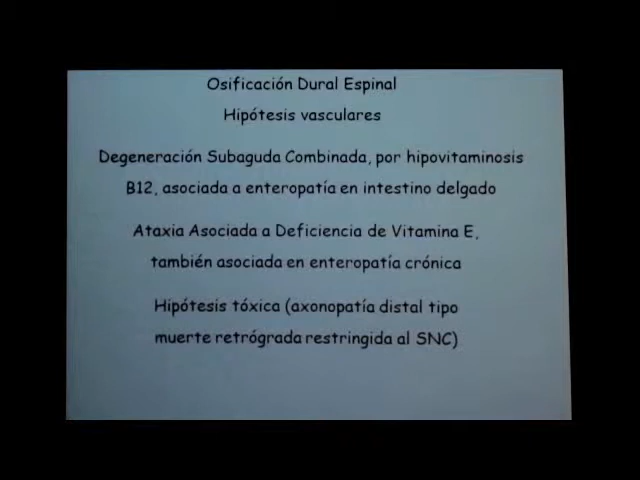 Osificación Dural Espinal
Hipótesis vasculares
Degeneración Subaguda Combinada, por hipovitaminosis
B12, asociada a enteropatía en intestino delgado
Ataxia Asociada a Deficiencia de Vitamina E,
también asociada en enteropatía crónica
Hipótesis tóxica (axonopatía distal tipo
muerte retrógrada restringida al SNC)